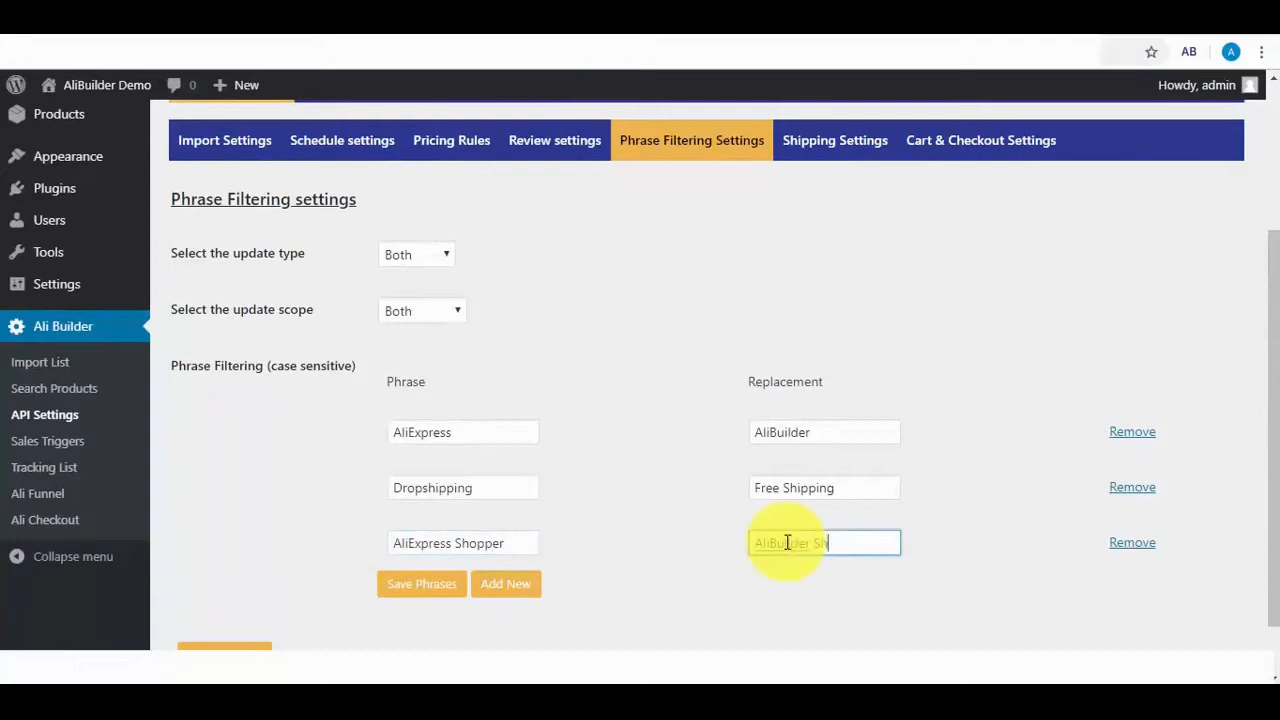 AB A
AliBuilder Demo 0 New Howdy, admin
Products
Appearance
Plugins
Users
Tools
Settings
Ali Builder
Import List
Search Products
API Settings
Sales Triggers
Tracking List
Ali Funnel
Ali Checkout
Collapse menu
Import Settings Schedule settings Pricing Rules Review settings Phrase Filtering Settings Shipping Settings Cart & Checkout Settings
Phrase Filtering settings
Select the update type Both
Select the update scope Both
Phrase Filtering (case sensitive)
Phrase Replacement
AliExpress AliBuilder Remove
Dropshipping Free Shipping Remove
AliExpress Shopper AliBuilder Sh Remove
Save Phrases Add New